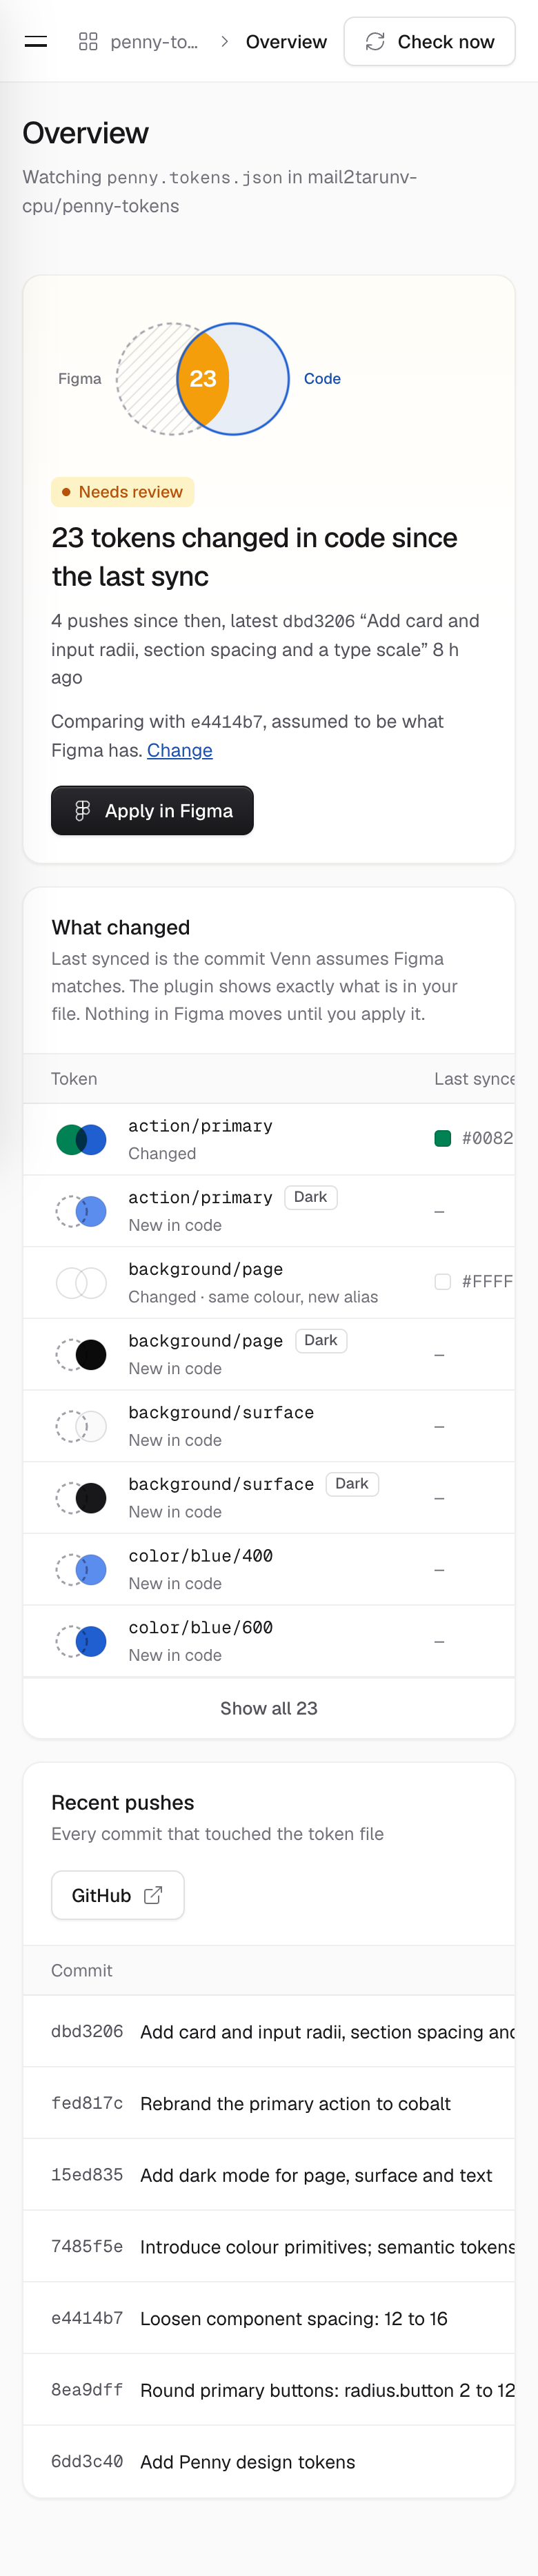 penny-to... > Overview Check now
Overview
Watching penny.tokens.json in mail2tarunv-
cpu/penny-tokens
Figma 23 Code
Needs review
23 tokens changed in code since
the last sync
4 pushes since then, latest dbd3206 “Add card and
input radii, section spacing and a type scale” 8 h
ago
Comparing with e4414b7, assumed to be what
Figma has. Change
Apply in Figma
What changed
Last synced is the commit Venn assumes Figma
matches. The plugin shows exactly what is in your
file. Nothing in Figma moves until you apply it.
Token Last synce
action/primary #0082
Changed
action/primary Dark –
New in code
background/page #FFFF
Changed · same colour, new alias
background/page Dark –
New in code
background/surface –
New in code
background/surface Dark –
New in code
color/blue/400 –
New in code
color/blue/600 –
New in code
Show all 23
Recent pushes
Every commit that touched the token file
GitHub
Commit
dbd3206 Add card and input radii, section spacing and
fed817c Rebrand the primary action to cobalt
15ed835 Add dark mode for page, surface and text
7485f5e Introduce colour primitives; semantic tokens
e4414b7 Loosen component spacing: 12 to 16
8ea9dff Round primary buttons: radius.button 2 to 12
6dd3c40 Add Penny design tokens